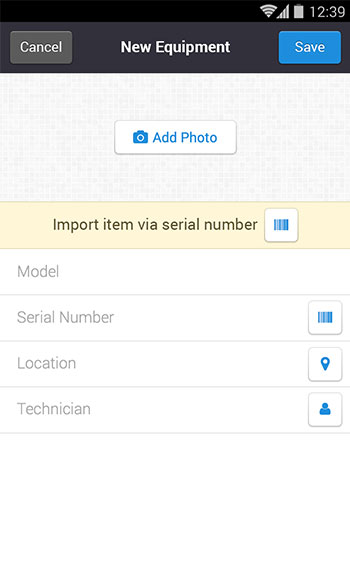 12:39
Cancel New Equipment Save
Add Photo
Import item via serial number
Model
Serial Number
Location
Technician